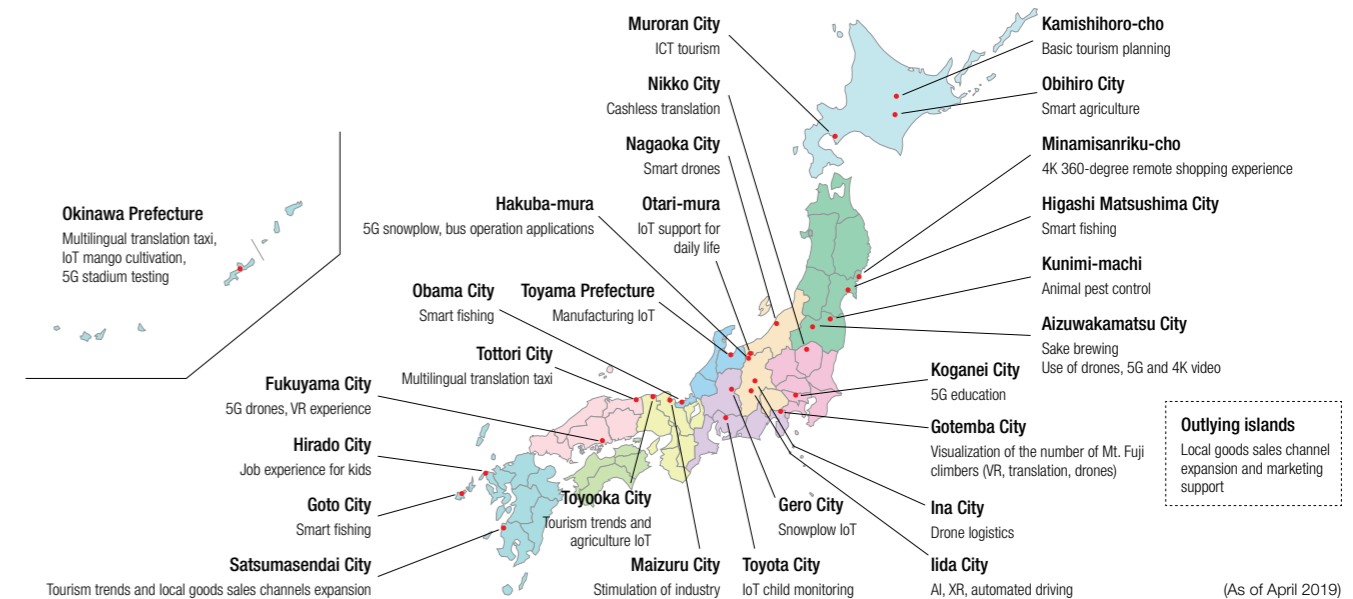 Muroran City
ICT tourism
Kamishihoro-cho
Basic tourism planning
Nikko City
Cashless translation
Obihiro City
Smart agriculture
Nagaoka City
Smart drones
Minamisanriku-cho
4K 360-degree remote shopping experience
Hakuba-mura
5G snowplow, bus operation applications
Otari-mura
IoT support for
daily life
Higashi Matsushima City
Smart fishing
Okinawa Prefecture
Multilingual translation taxi,
IoT mango cultivation,
5G stadium testing
Kunimi-machi
Animal pest control
Obama City
Smart fishing
Toyama Prefecture
Manufacturing IoT
Aizuwakamatsu City
Sake brewing
Use of drones, 5G and 4K video
Tottori City
Multilingual translation taxi
Koganei City
5G education
Fukuyama City
5G drones, VR experience
Gotemba City
Visualization of the number of Mt. Fuji
climbers (VR, translation, drones)
Outlying islands
Local goods sales channel
expansion and marketing
support
Hirado City
Job experience for kids
Goto City
Smart fishing
Toyooka City
Tourism trends and
agriculture IoT
Gero City
Snowplow IoT
Ina City
Drone logistics
Satsumasendai City
Tourism trends and local goods sales channels expansion
Maizuru City
Stimulation of industry
Toyota City
IoT child monitoring
Iida City
AI, XR, automated driving
(As of April 2019)